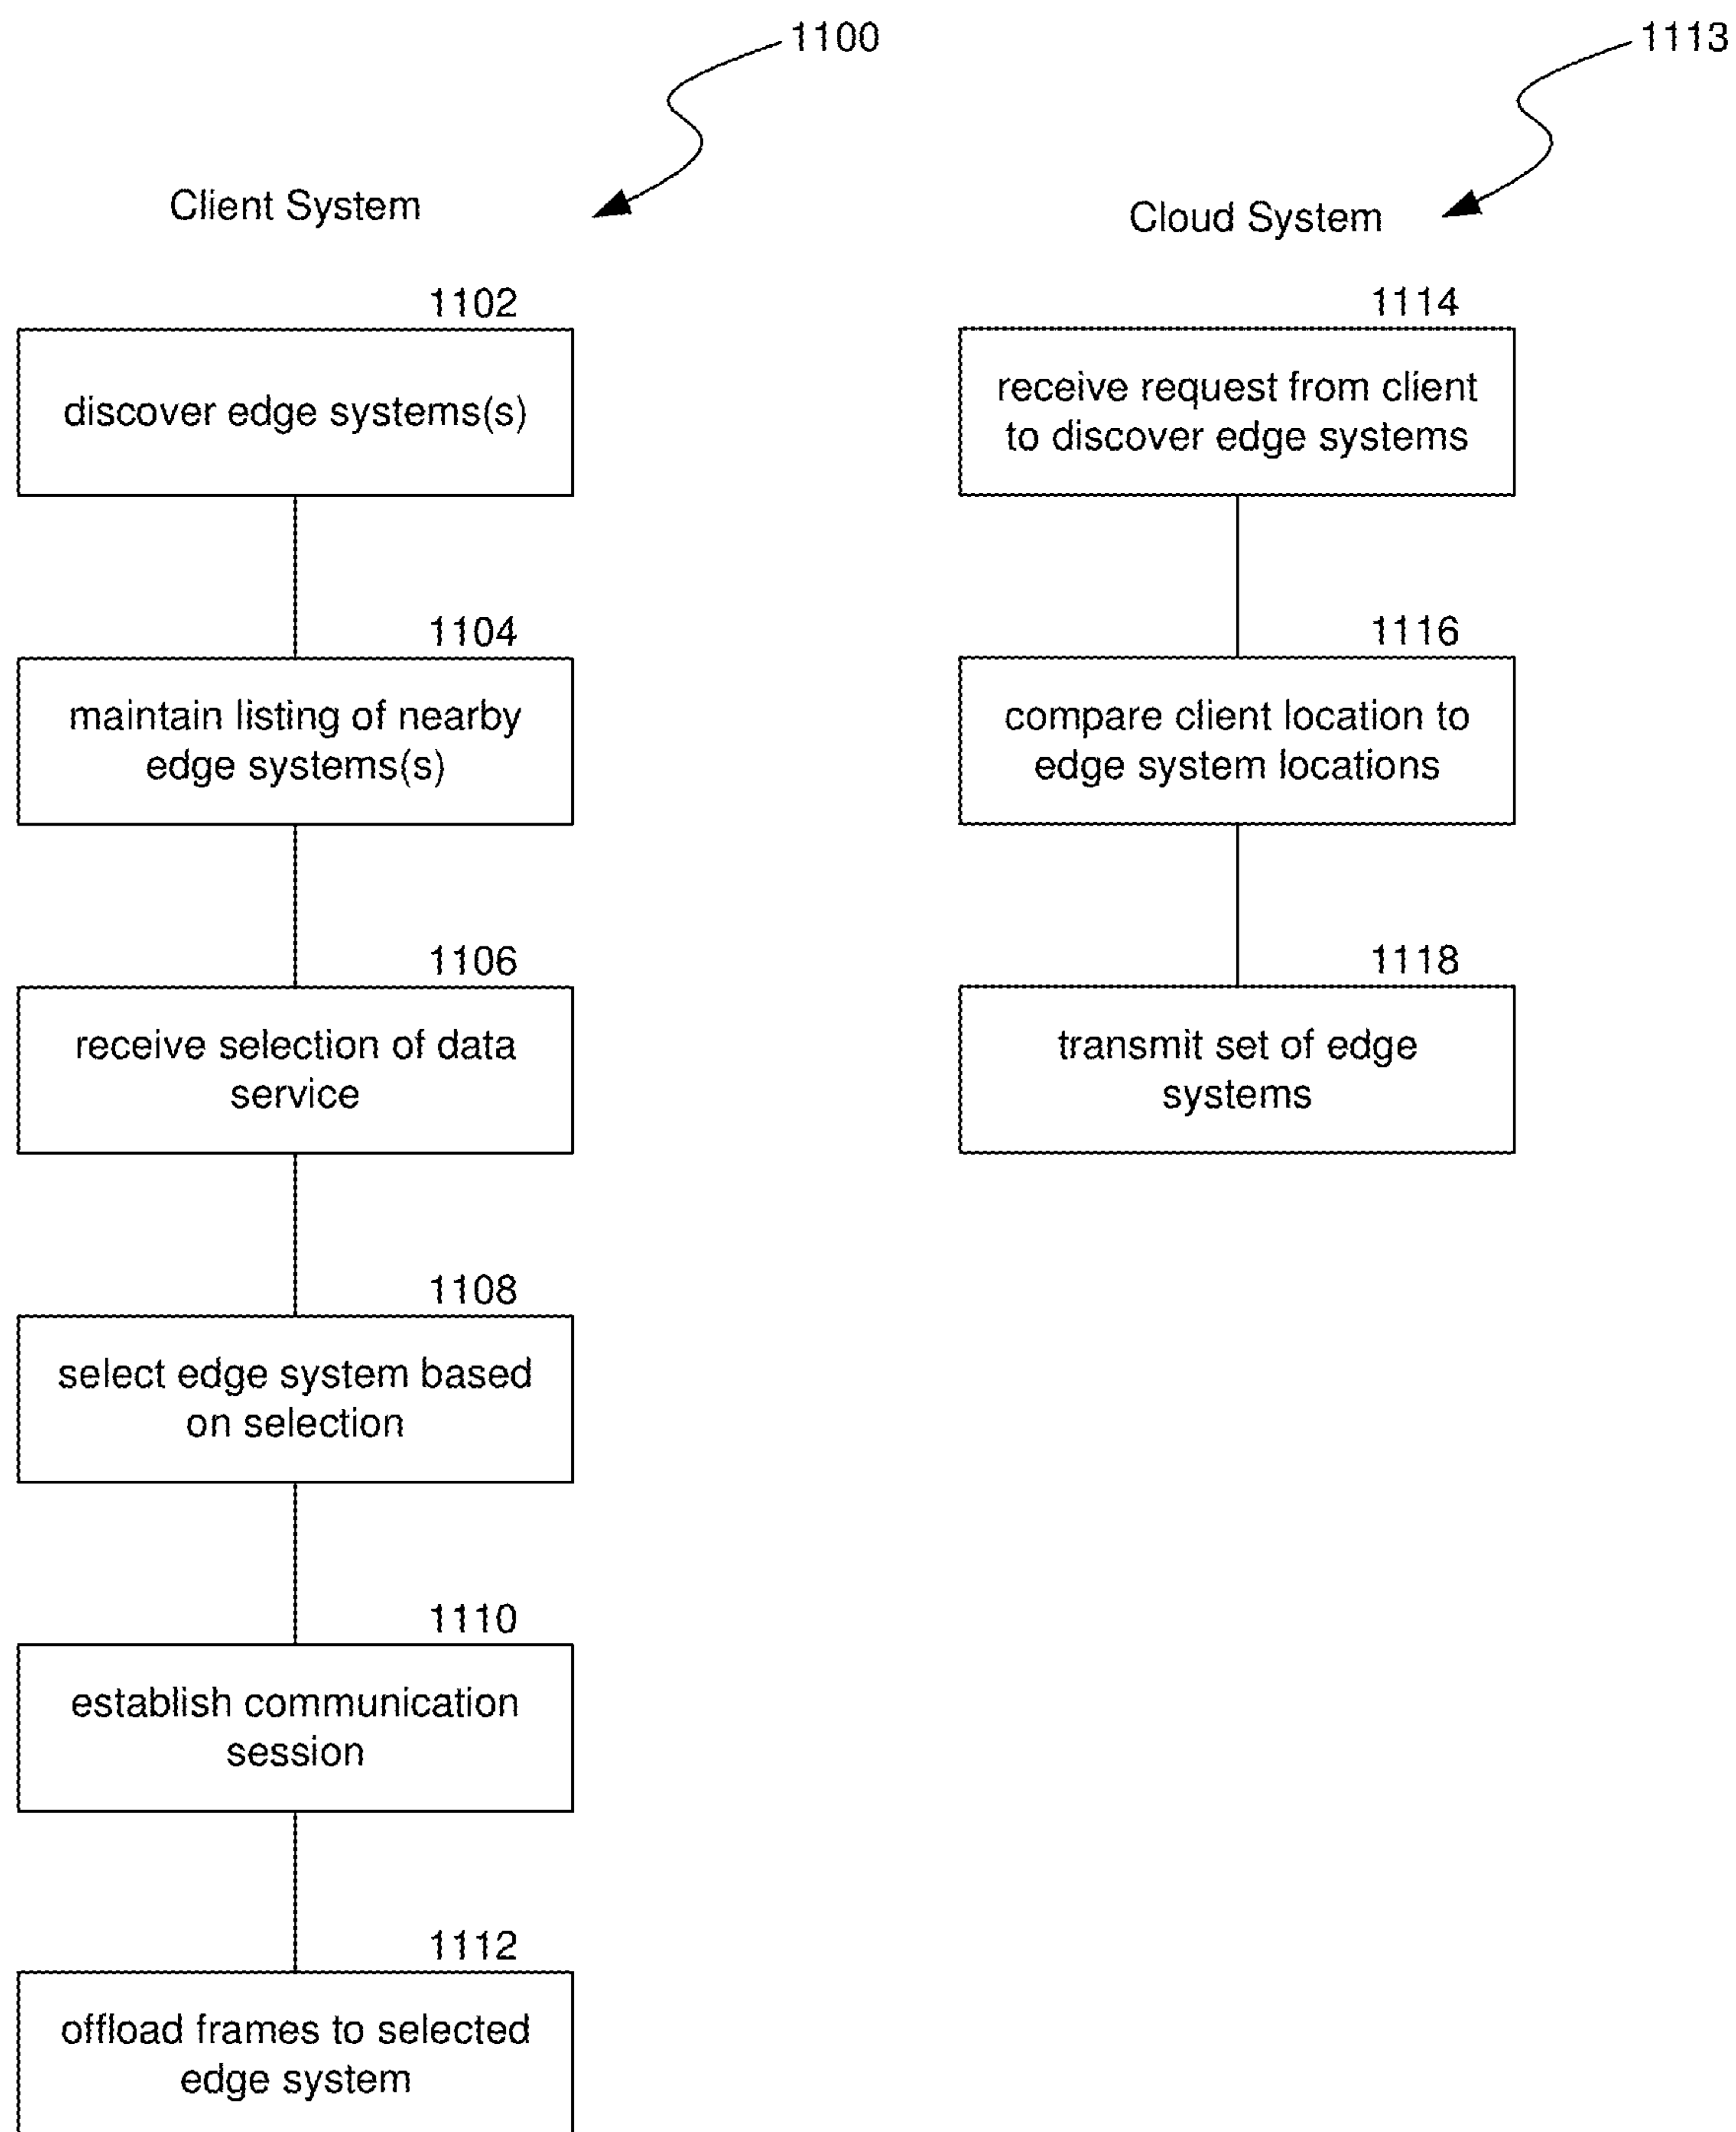 1100
1113
Client System
Cloud System
1102
discover edge systems(s)
1104
maintain listing of nearby
edge systems(s)
1106
receive selection of data
service
1108
select edge system based
on selection
1110
establish communication
session
1112
offload frames to selected
edge system
1114
receive request from client
to discover edge systems
1116
compare client location to
edge system locations
1118
transmit set of edge
systems